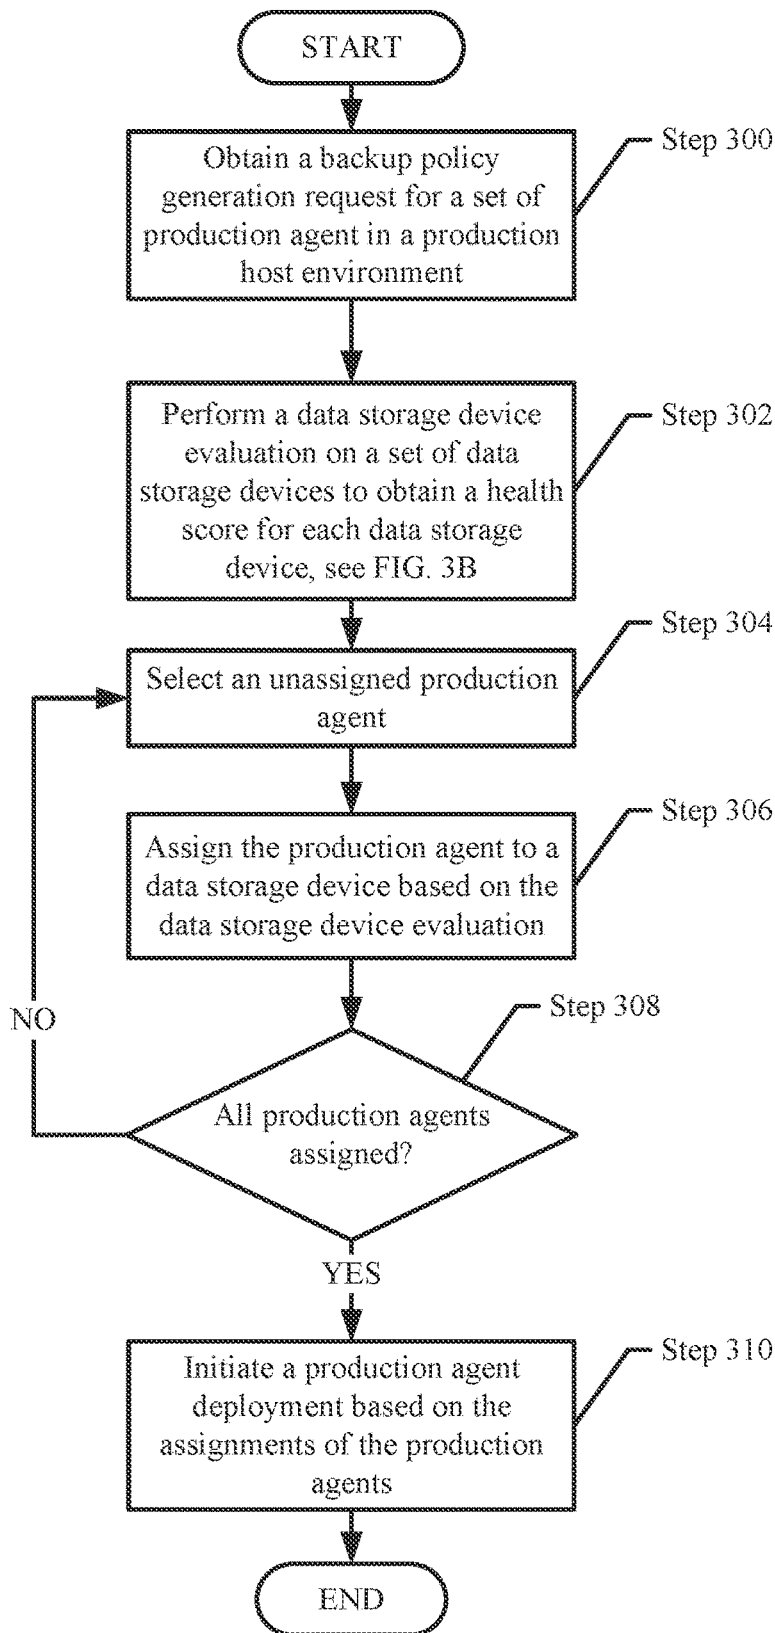 START
Step 300
Obtain a backup policy
generation request for a set of
production agent in a production
host environment
Step 302
Perform a data storage device
evaluation on a set of data
storage devices to obtain a health
score for each data storage
device, see FIG. 3B
Step 304
Select an unassigned production
agent
Step 306
Assign the production agent to a
data storage device based on the
data storage device evaluation
NO
Step 308
All production agents
assigned?
YES
Step 310
Initiate a production agent
deployment based on the
assignments of the production
agents
END